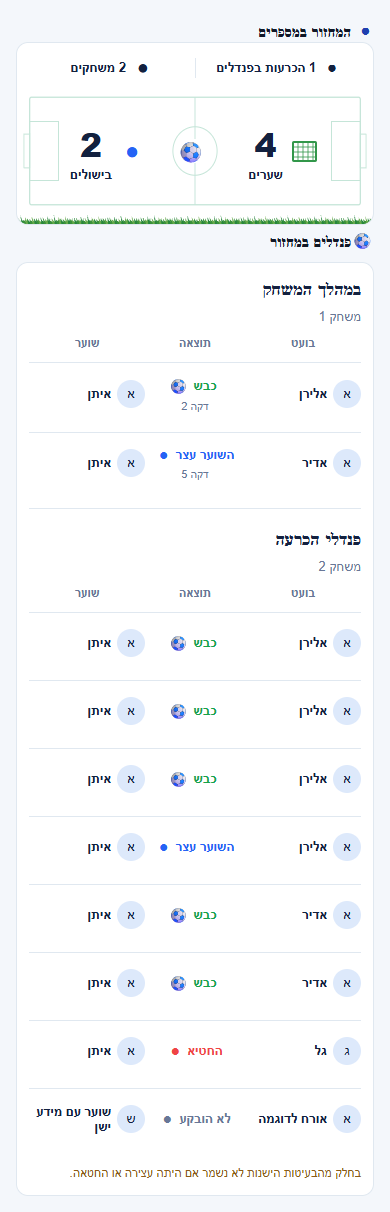 המחזור במספרים
1 הכרעות בפנדלים
2 משחקים
4
שערים
2
בישולים
פנדלים במחזור
במהלך המשחק
משחק 1
בועט תוצאה שוער
א אלירן כבש א איתן
דקה 2
א אדיר השוער עצר א איתן
דקה 5
פנדלי הכרעה
משחק 2
בועט תוצאה שוער
א אלירן כבש א איתן
א אלירן כבש א איתן
א אלירן כבש א איתן
א אלירן השוער עצר א איתן
א אדיר כבש א איתן
א אדיר כבש א איתן
ג גל החטיא א איתן
א אורח לדוגמה לא הובקע ש שוער עם מידע
ישן
בחלק מהבעיטות הישנות לא נשמר אם היתה עצירה או החטאה.